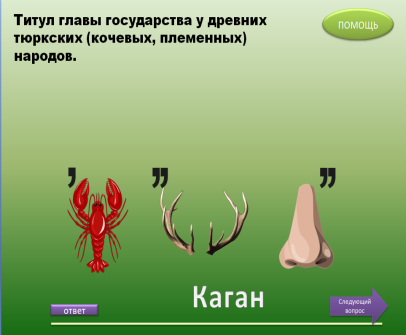 Титул главы государства у древних
тюркских (кочевых, племенных)
народов.
ПОМОЩЬ
’ ” ”
Каган
ответ
Следующий
вопрос